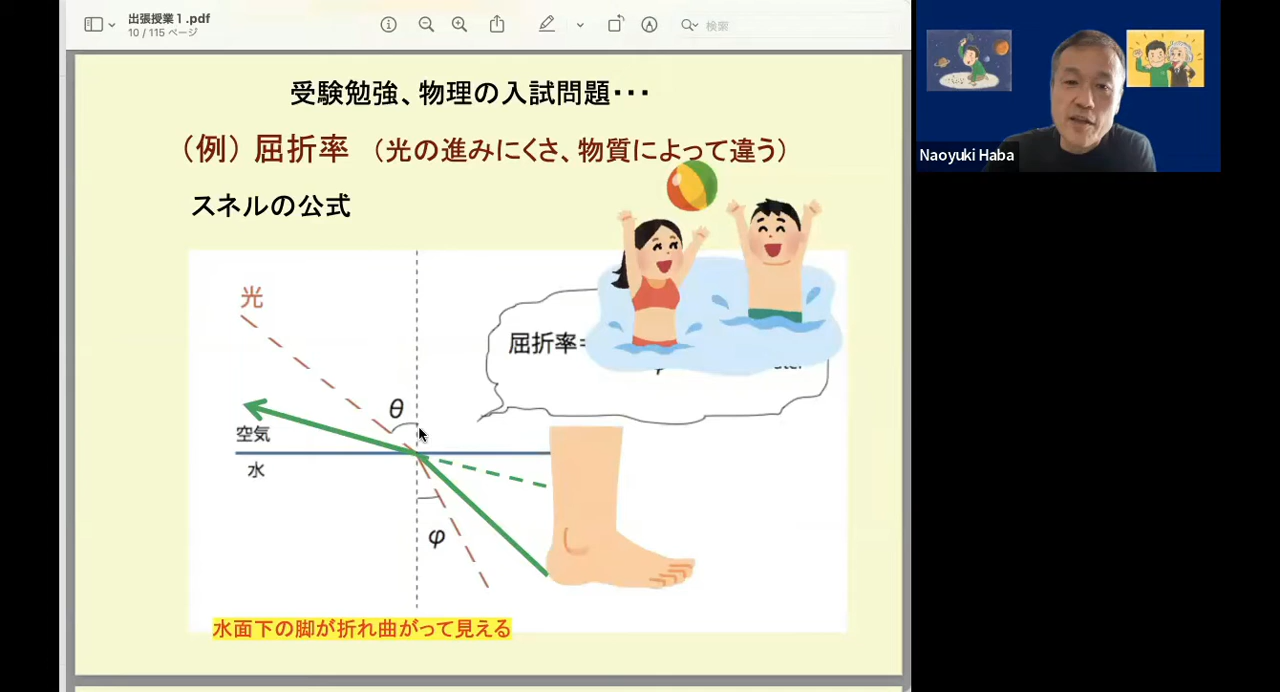 出張授業1.pdf
10 / 115 ページ
検索
受験勉強、物理の入試問題・・・
（例）屈折率 （光の進みにくさ、物質によって違う）
スネルの公式
光
屈折率=
θ
空気
水
φ
水面下の脚が折れ曲がって見える
Naoyuki Haba